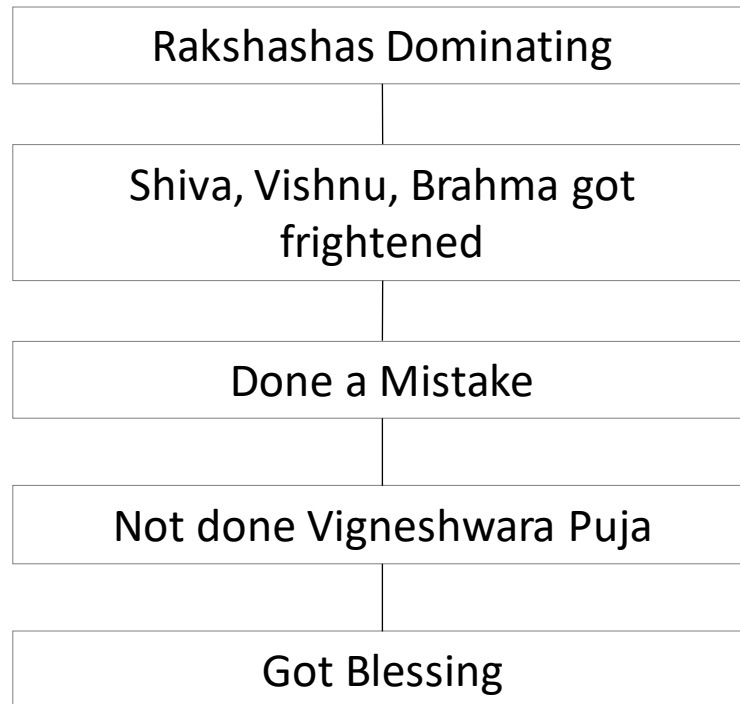 Rakshashas Dominating
Shiva, Vishnu, Brahma got
frightened
Done a Mistake
Not done Vigneshwara Puja
Got Blessing